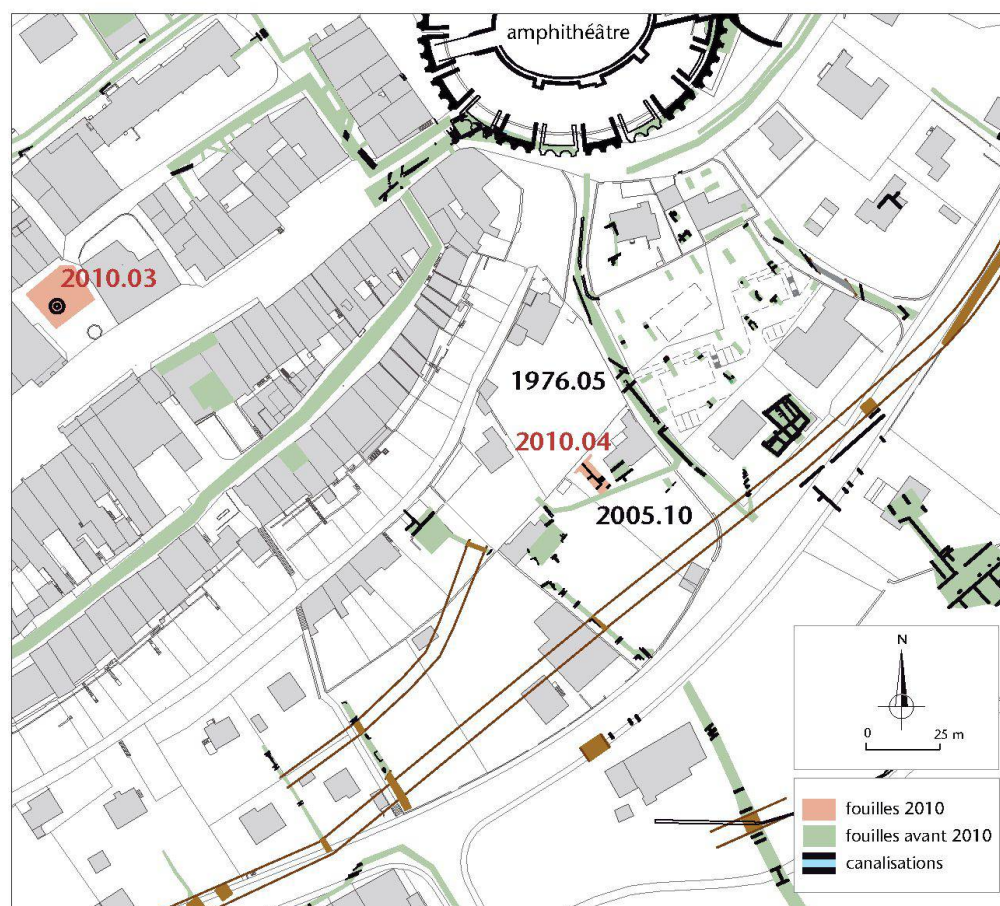 amphithéâtre
2010.03
1976.05
2010.04
2005.10
N
0 25 m
fouilles 2010
fouilles avant 2010
canalisations